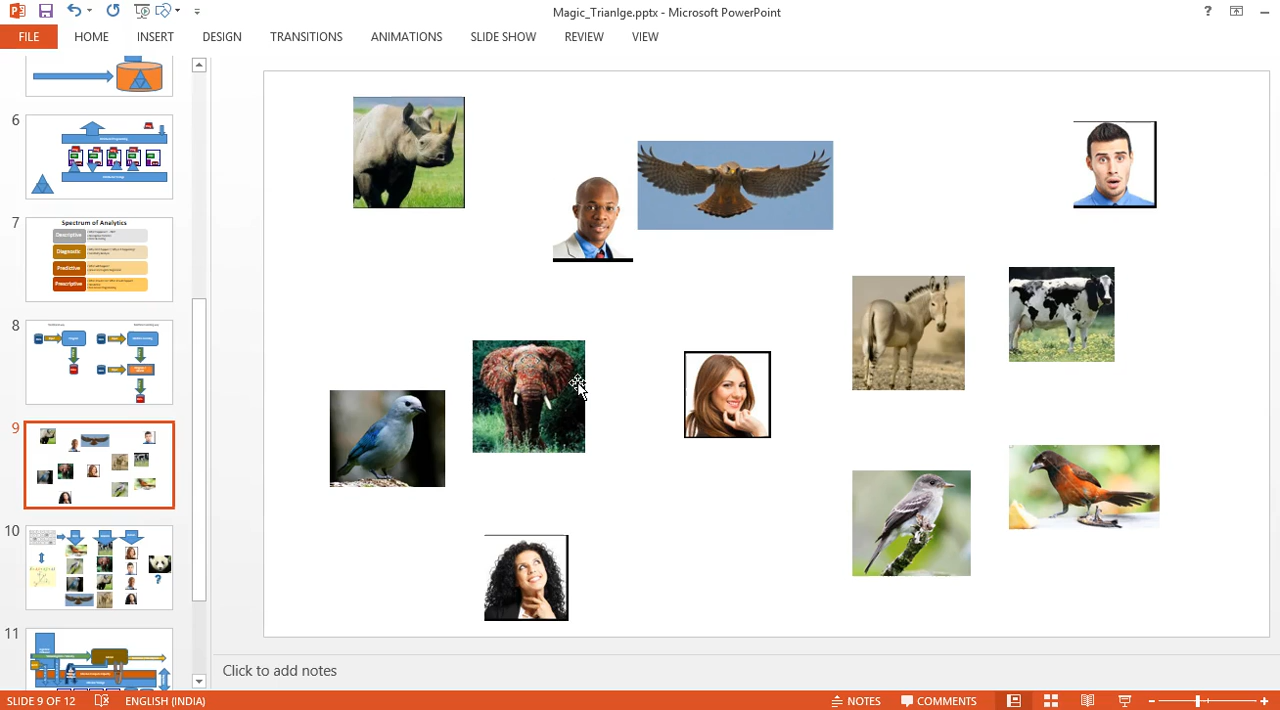 Magic_TrianIge.pptx - Microsoft PowerPoint
?
FILE HOME INSERT DESIGN TRANSITIONS ANIMATIONS SLIDE SHOW REVIEW VIEW
6
7
Spectrum of Analytics
Descriptive
Diagnostic
Predictive
Prescriptive
8
9
10
?
11
Click to add notes
SLIDE 9 OF 12 ENGLISH (INDIA) NOTES COMMENTS